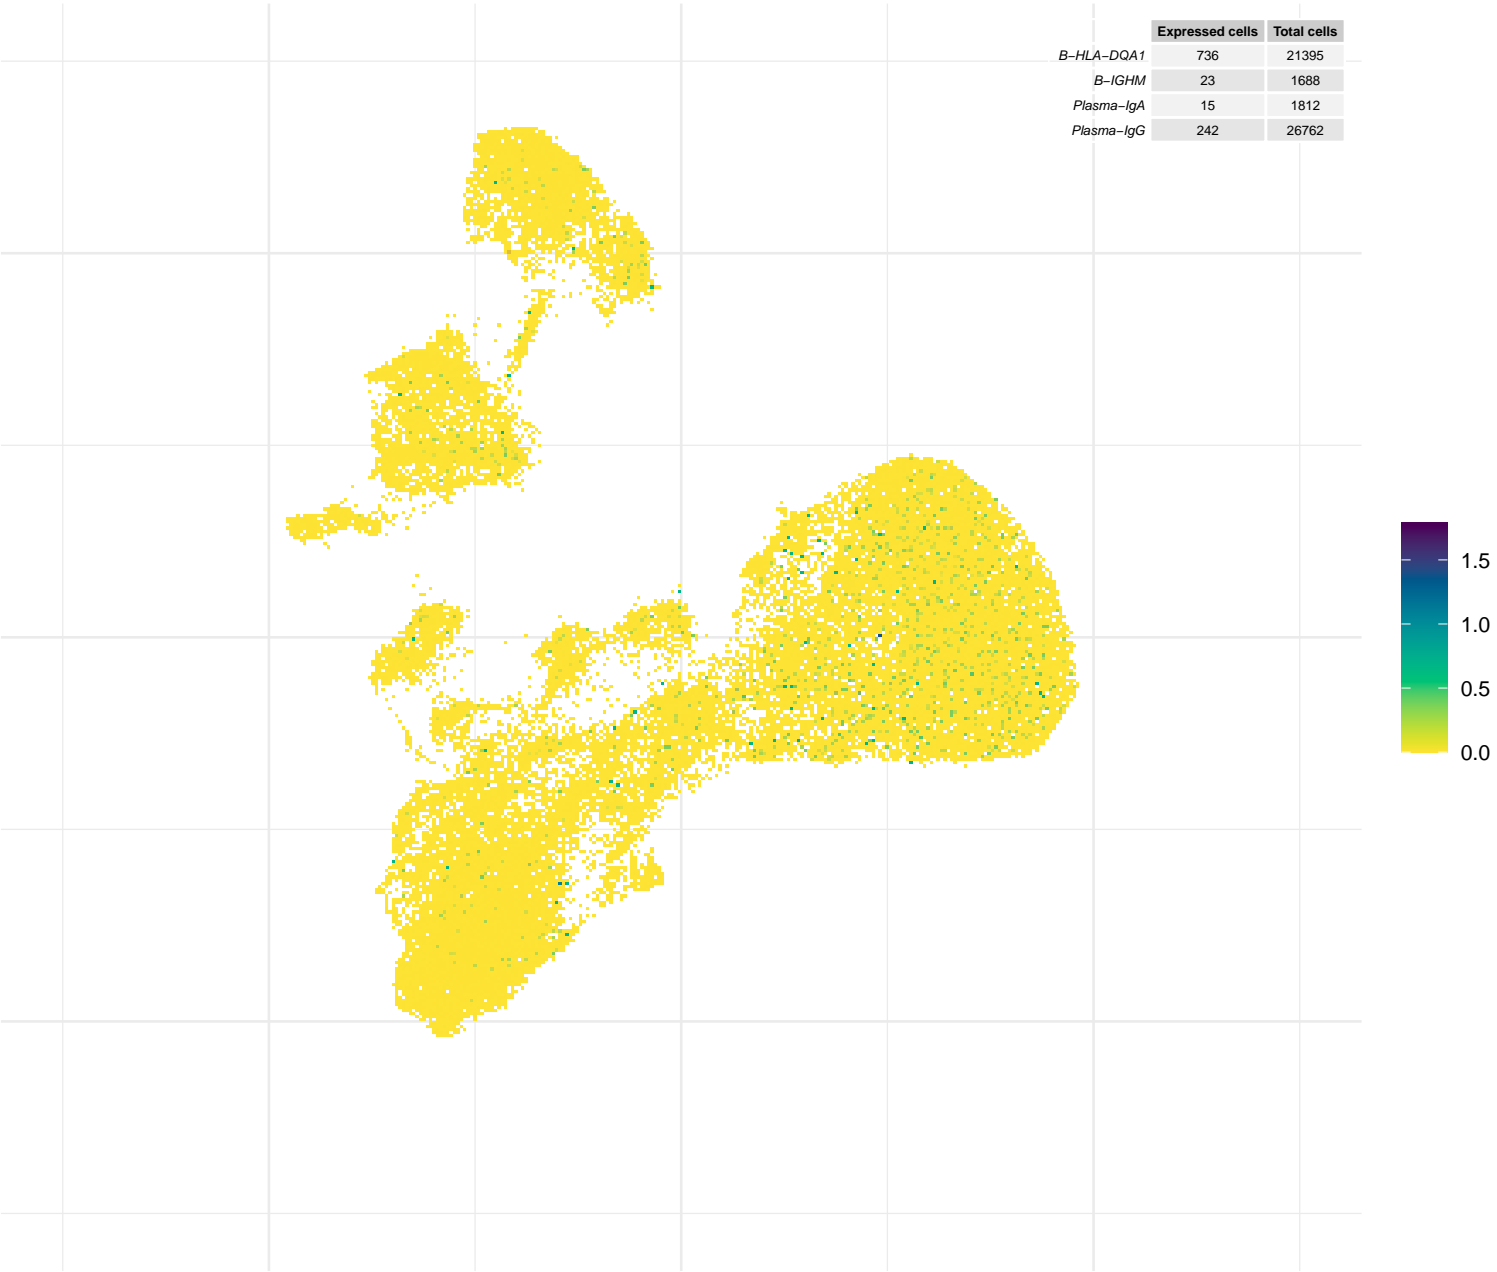 Expressed cells Total cells
B−HLA−DQA1 736 21395
B−IGHM 23 1688
Plasma−IgA 15 1812
Plasma−IgG 242 26762
1.5
1.0
0.5
0.0